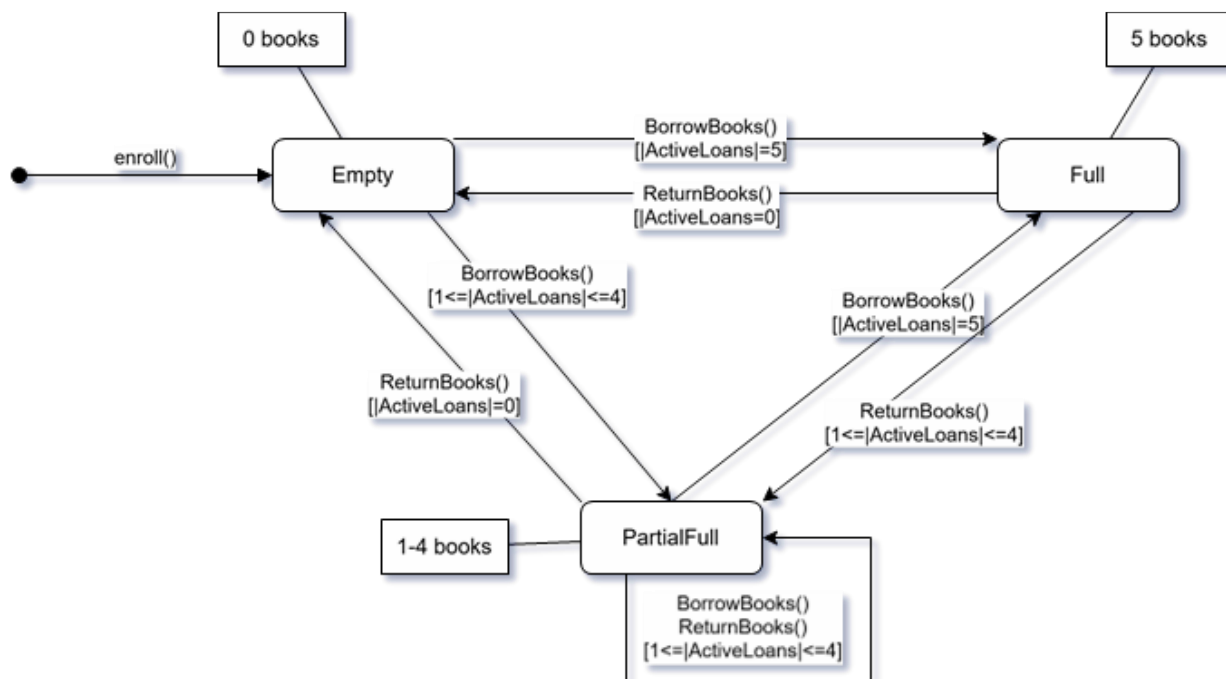 0 books
5 books
enroll()
Empty
BorrowBooks()
[|ActiveLoans|=5]
Full
ReturnBooks()
[|ActiveLoans=0]
BorrowBooks()
[1<=|ActiveLoans|<=4]
BorrowBooks()
[|ActiveLoans|=5]
ReturnBooks()
[|ActiveLoans|=0]
ReturnBooks()
[1<=|ActiveLoans|<=4]
1-4 books
PartialFull
BorrowBooks()
ReturnBooks()
[1<=|ActiveLoans|<=4]